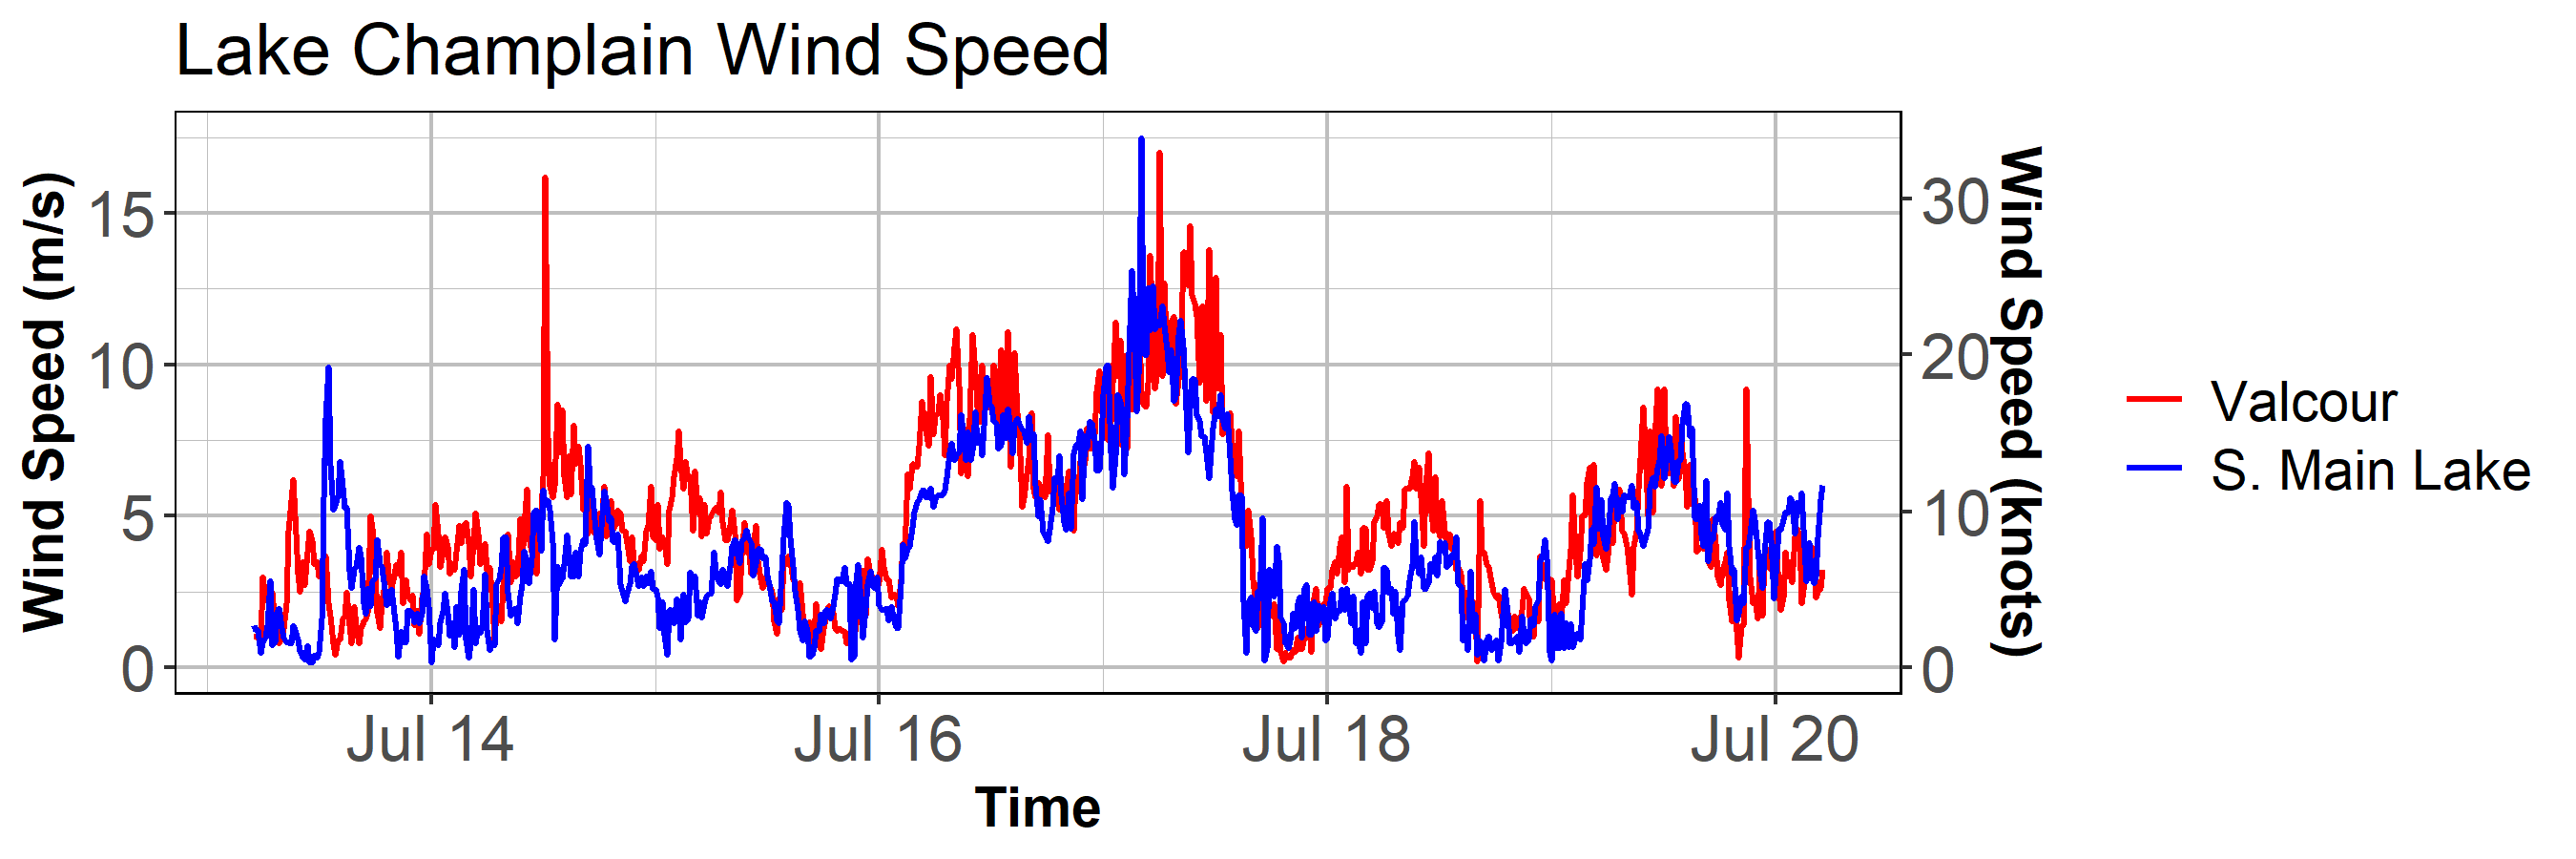 Lake Champlain Wind Speed
Wind Speed (m/s)
15
10
5
0
30
20
10
0
Wind Speed (knots)
Jul 14
Jul 16
Jul 18
Jul 20
Time
Valcour
S. Main Lake